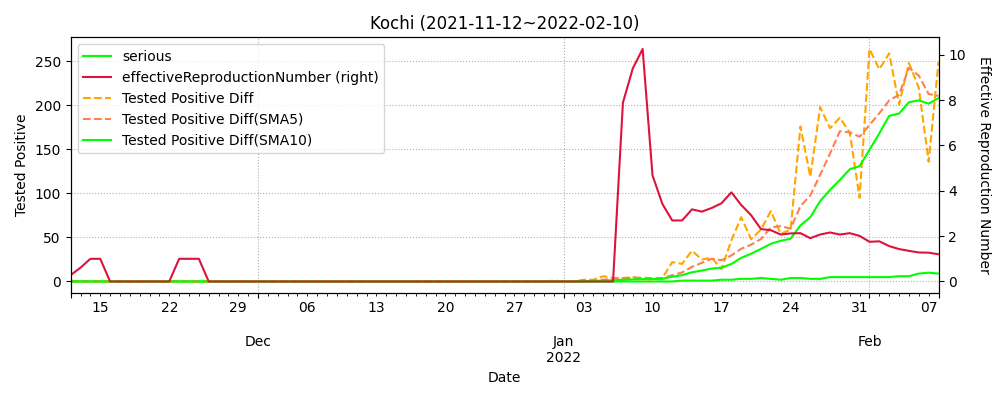 Kochi (2021-11-12~2022-02-10)
serious
effectiveReproductionNumber (right)
Tested Positive Diff
Tested Positive Diff(SMA5)
Tested Positive Diff(SMA10)
Tested Positive
250
200
150
100
50
0
10
8
6
4
2
0
Effective Reproduction Number
15 22 29 06 13 20 27 03 10 17 24 31 07
Dec Jan Feb
2022
Date